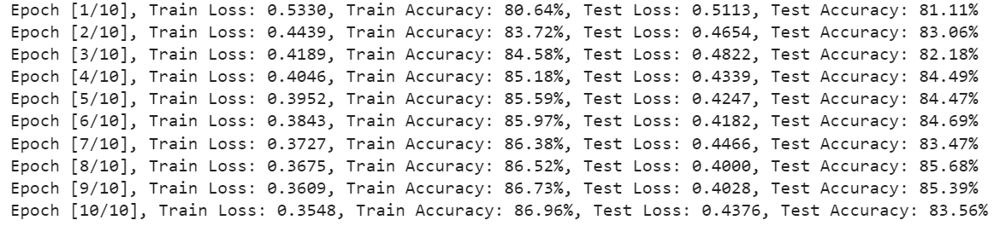 Epoch [1/10], Train Loss: 0.5330, Train Accuracy: 80.64%, Test Loss: 0.5113, Test Accuracy: 81.11%
Epoch [2/10], Train Loss: 0.4439, Train Accuracy: 83.72%, Test Loss: 0.4654, Test Accuracy: 83.06%
Epoch [3/10], Train Loss: 0.4189, Train Accuracy: 84.58%, Test Loss: 0.4822, Test Accuracy: 82.18%
Epoch [4/10], Train Loss: 0.4046, Train Accuracy: 85.18%, Test Loss: 0.4339, Test Accuracy: 84.49%
Epoch [5/10], Train Loss: 0.3952, Train Accuracy: 85.59%, Test Loss: 0.4247, Test Accuracy: 84.47%
Epoch [6/10], Train Loss: 0.3843, Train Accuracy: 85.97%, Test Loss: 0.4182, Test Accuracy: 84.69%
Epoch [7/10], Train Loss: 0.3727, Train Accuracy: 86.38%, Test Loss: 0.4466, Test Accuracy: 83.47%
Epoch [8/10], Train Loss: 0.3675, Train Accuracy: 86.52%, Test Loss: 0.4000, Test Accuracy: 85.68%
Epoch [9/10], Train Loss: 0.3609, Train Accuracy: 86.73%, Test Loss: 0.4028, Test Accuracy: 85.39%
Epoch [10/10], Train Loss: 0.3548, Train Accuracy: 86.96%, Test Loss: 0.4376, Test Accuracy: 83.56%